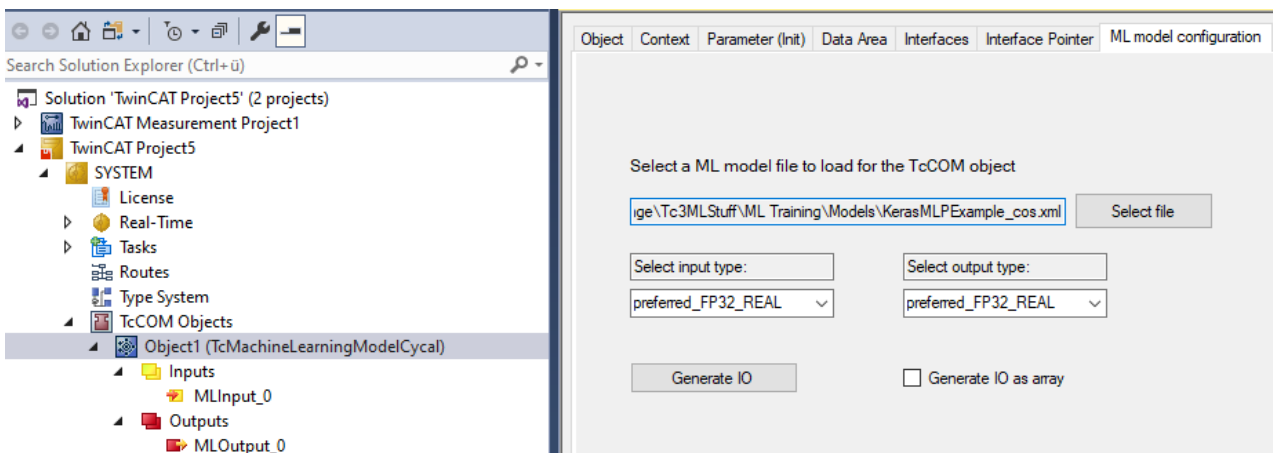 Search Solution Explorer (Ctrl+ü)
Solution 'TwinCAT Project5' (2 projects)
TwinCAT Measurement Project1
TwinCAT Project5
SYSTEM
License
Real-Time
Tasks
Routes
Type System
TcCOM Objects
Object1 (TcMachineLearningModelCycal)
Inputs
MLInput_0
Outputs
MLOutput_0
Object Context Parameter (Init) Data Area Interfaces Interface Pointer ML model configuration
Select a ML model file to load for the TcCOM object
ge\Tc3MLStuff\ML Training\Models\KerasMLPExample_cos.xml Select file
Select input type: Select output type:
preferred_FP32_REAL preferred_FP32_REAL
Generate IO Generate IO as array